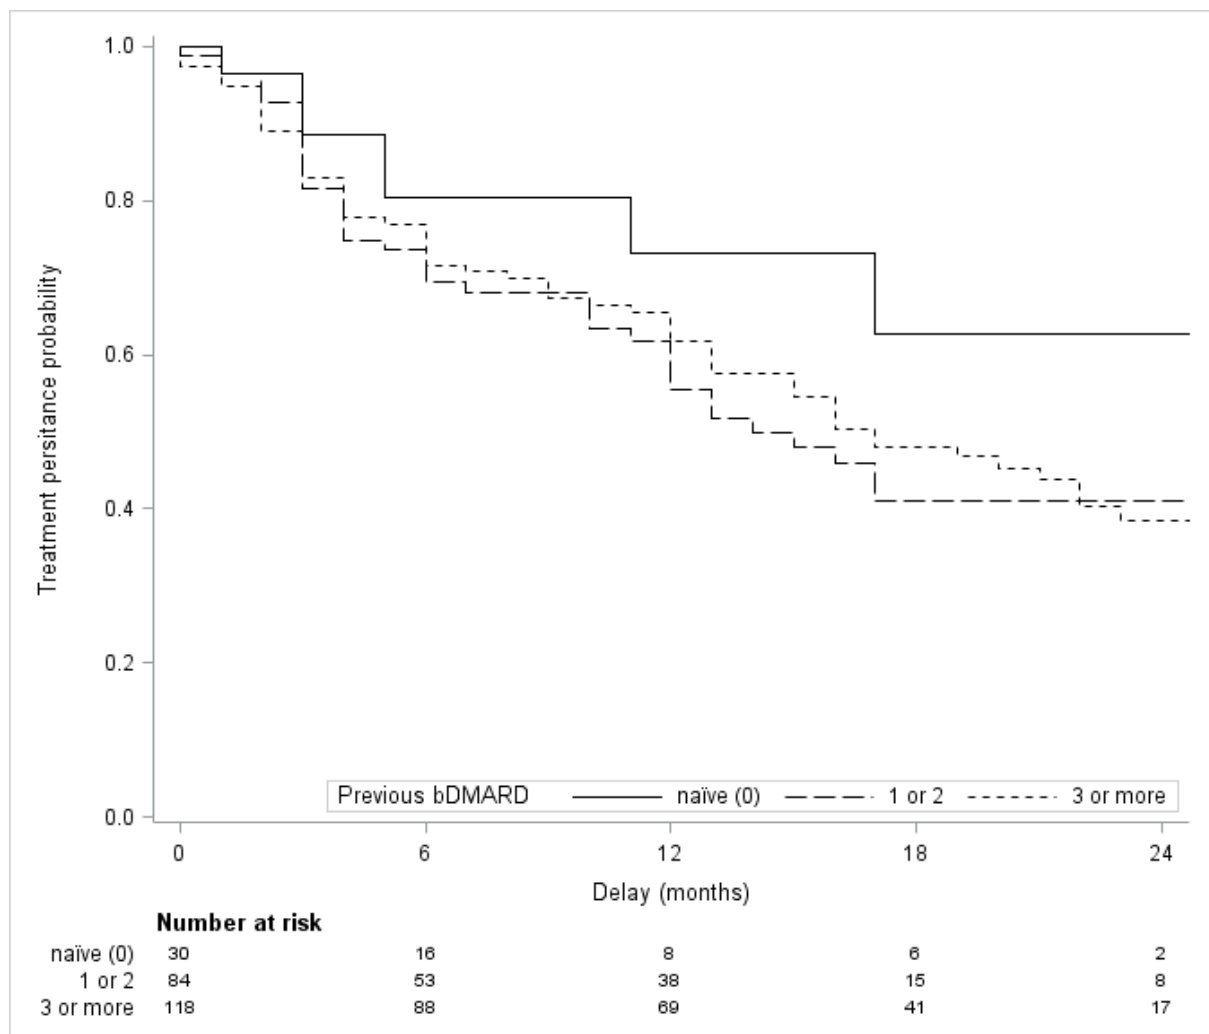 Treatment persitance probability
1.0
0.8
0.6
0.4
0.2
0.0
Previous bDMARD naïve (0) 1 or 2 3 or more
0 6 12 18 24
Delay (months)
Number at risk
naïve (0) 30 16 8 6 2
1 or 2 84 53 38 15 8
3 or more 118 88 69 41 17